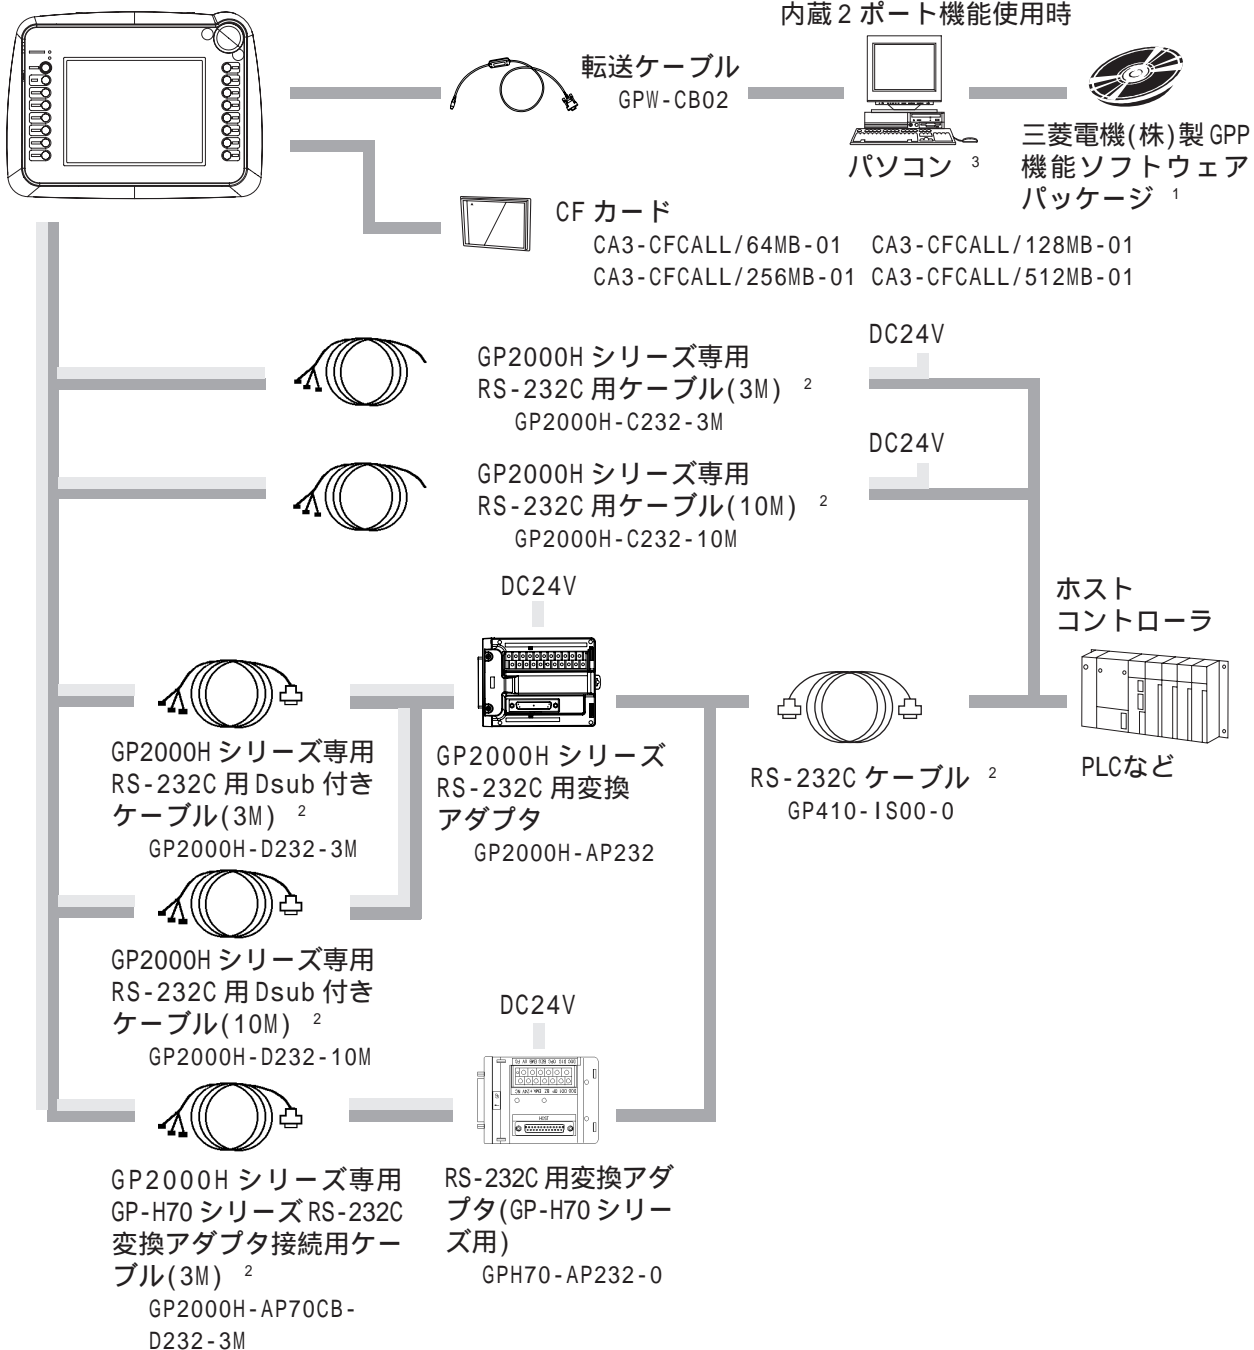 内蔵2ポート機能使用時
転送ケーブル
GPW-CB02
パソコン 3
三菱電機(株)製GPP
機能ソフトウェア
パッケージ 1
CFカード
CA3-CFCALL/64MB-01 CA3-CFCALL/128MB-01
CA3-CFCALL/256MB-01 CA3-CFCALL/512MB-01
DC24V
GP2000Hシリーズ専用
RS-232C用ケーブル(3M) 2
GP2000H-C232-3M
DC24V
GP2000Hシリーズ専用
RS-232C用ケーブル(10M) 2
GP2000H-C232-10M
DC24V
ホスト
コントローラ
PLCなど
GP2000Hシリーズ専用
RS-232C用Dsub付き
ケーブル(3M) 2
GP2000H-D232-3M
GP2000Hシリーズ
RS-232C用変換
アダプタ
GP2000H-AP232
RS-232Cケーブル 2
GP410-IS00-0
GP2000Hシリーズ専用
RS-232C用Dsub付き
ケーブル(10M) 2
GP2000H-D232-10M
DC24V
GP2000Hシリーズ専用
GP-H70シリーズRS-232C
変換アダプタ接続用ケー
ブル(3M) 2
GP2000H-AP70CB-
D232-3M
RS-232C用変換アダ
プタ(GP-H70シリー
ズ用)
GPH70-AP232-0